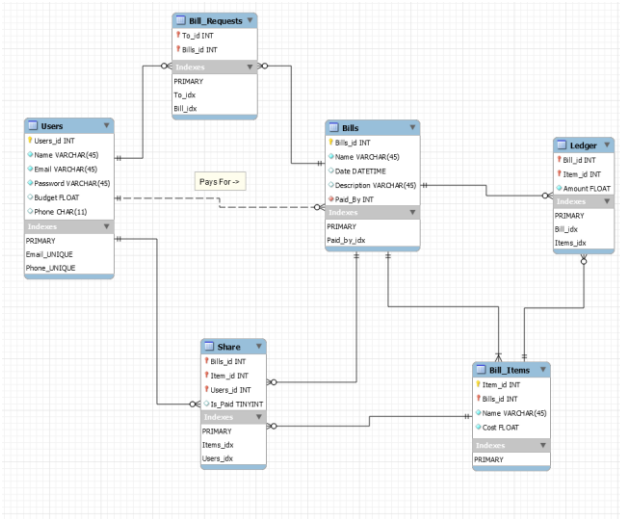 Bill_Requests
To_id INT
Bills_id INT
Indexes
PRIMARY
To_idx
Bill_idx
Users
Users_id INT
Name VARCHAR(45)
Email VARCHAR(45)
Password VARCHAR(45)
Budget FLOAT
Phone CHAR(11)
Indexes
PRIMARY
Email_UNIQUE
Phone_UNIQUE
Pays For ->
Bills
Bills_id INT
Name VARCHAR(45)
Date DATETIME
Description VARCHAR(45)
Paid_By INT
Indexes
PRIMARY
Paid_by_idx
Ledger
Bill_id INT
Item_id INT
Amount FLOAT
Indexes
PRIMARY
Bill_idx
Items_idx
Share
Bills_id INT
Item_id INT
Users_id INT
Is_Paid TINYINT
Indexes
PRIMARY
Items_idx
Users_idx
Bill_Items
Item_id INT
Bills_id INT
Name VARCHAR(45)
Cost FLOAT
Indexes
PRIMARY